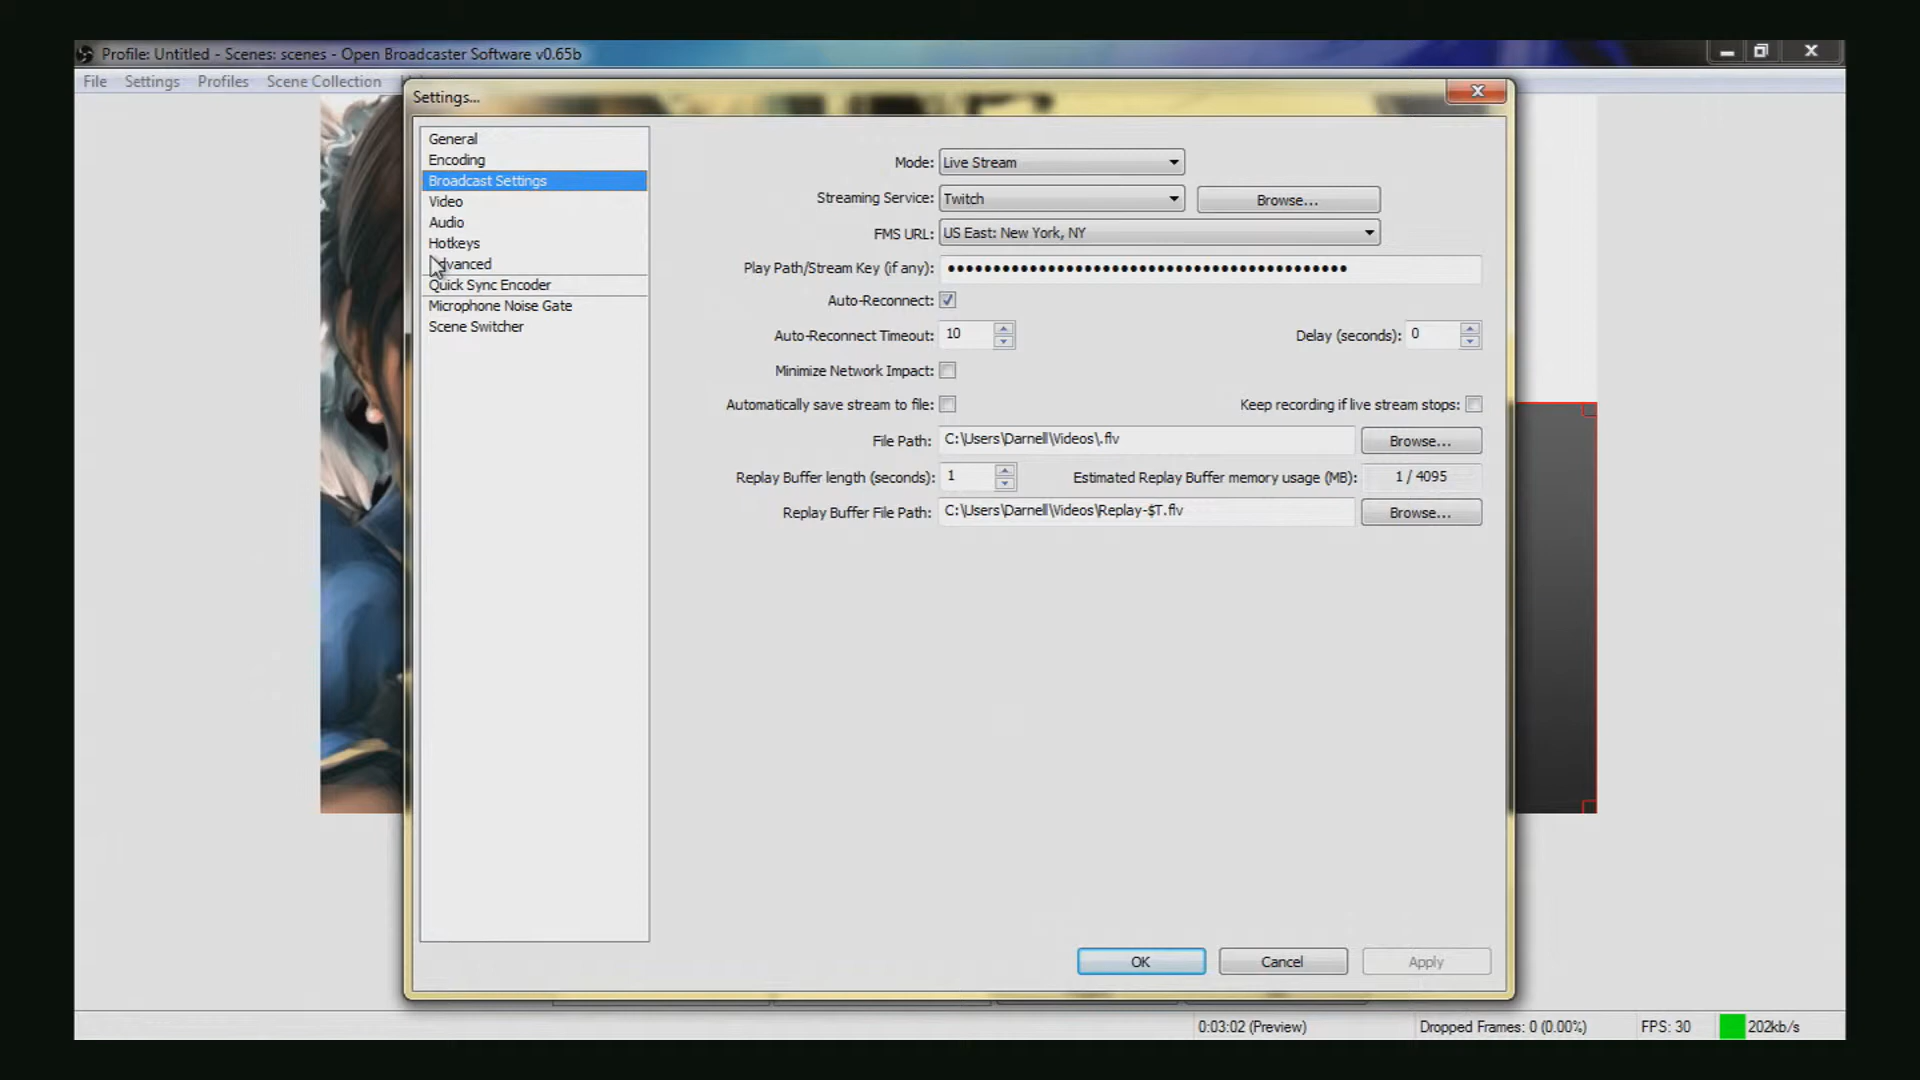 Profile: Untitled - Scenes: scenes - Open Broadcaster Software v0.65b
File Settings Profiles Scene Collection
Settings...
General
Encoding
Broadcast Settings
Video
Audio
Hotkeys
Advanced
Quick Sync Encoder
Microphone Noise Gate
Scene Switcher
Mode: Live Stream
Streaming Service: Twitch Browse...
FMS URL: US East: New York, NY
Play Path/Stream Key (if any): ••••••••••••••••••••••••••••••••••••••••••••
Auto-Reconnect:
Auto-Reconnect Timeout: 10 Delay (seconds): 0
Minimize Network Impact:
Automatically save stream to file: Keep recording if live stream stops:
File Path: C:\Users\Darnell\Videos\.flv Browse...
Replay Buffer length (seconds): 1 Estimated Replay Buffer memory usage (MB): 1 / 4095
Replay Buffer File Path: C:\Users\Darnell\Videos\Replay-$T.flv Browse...
OK Cancel Apply
0:03:02 (Preview) Dropped Frames: 0 (0.00%) FPS: 30 202kb/s